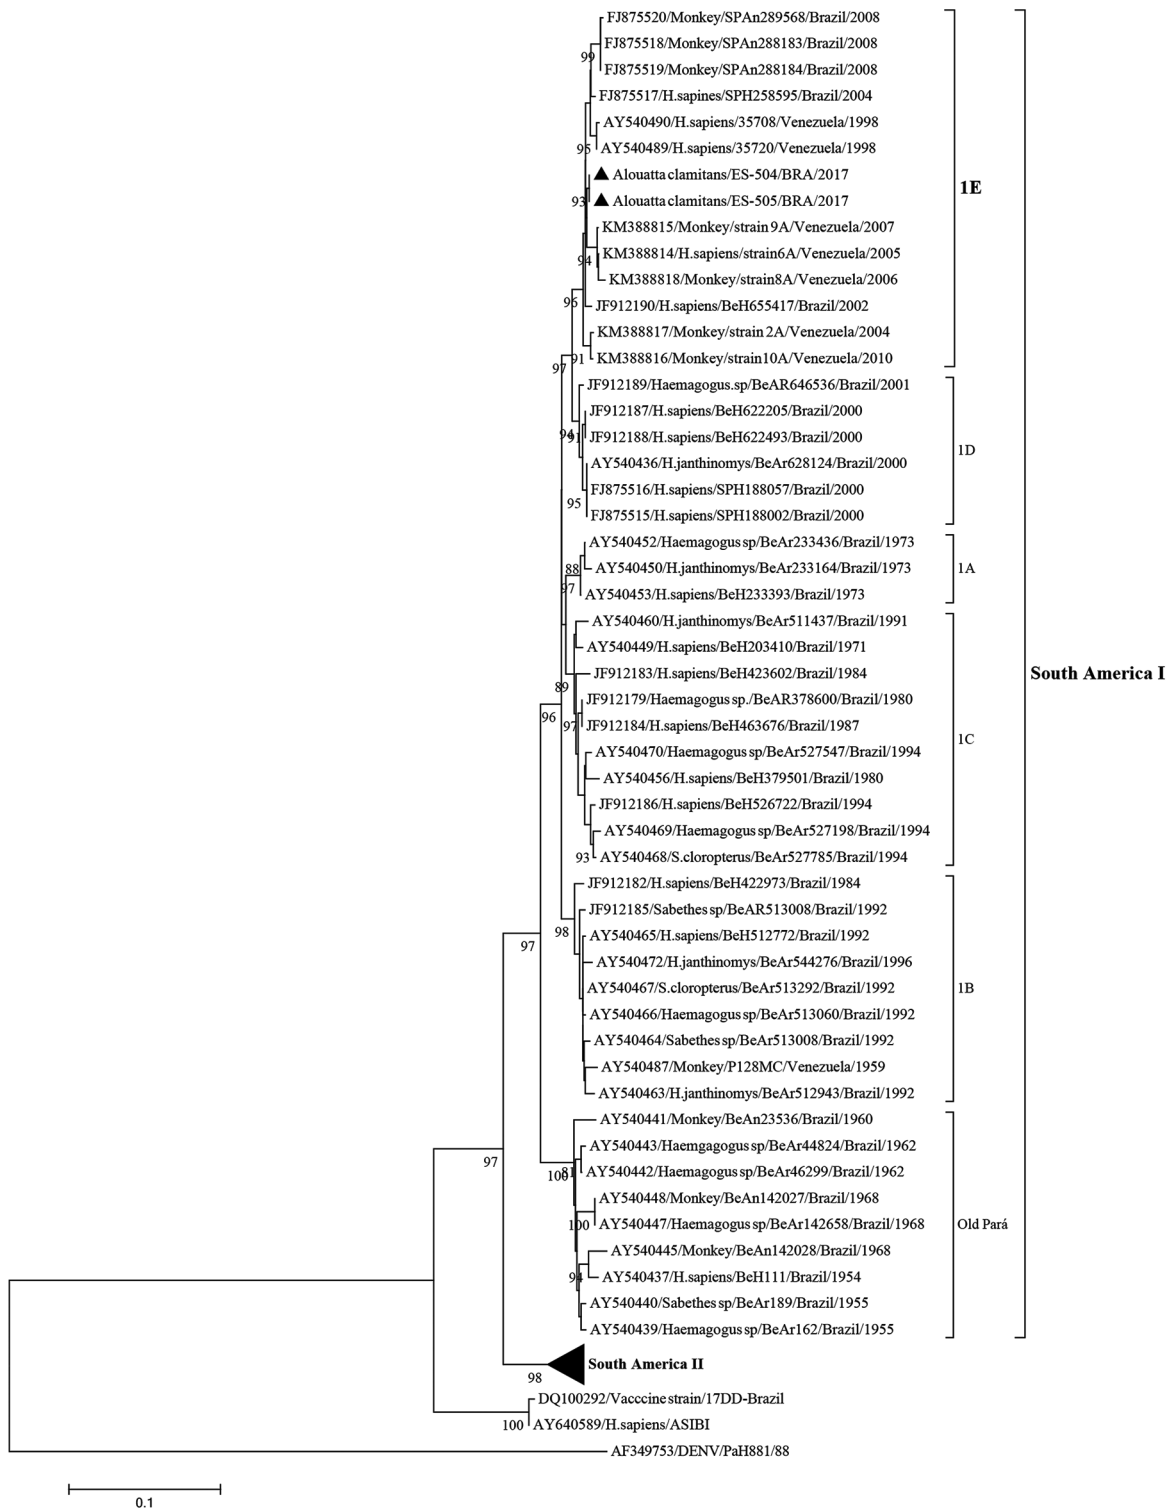 FJ875520/Monkey/SPAn289568/Brazil/2008
FJ875518/Monkey/SPAn288183/Brazil/2008
99
FJ875519/Monkey/SPAn288184/Brazil/2008
FJ875517/H.sapines/SPH258595/Brazil/2004
AY540490/H.sapiens/35708/Venezuela/1998
95
AY540489/H.sapiens/35720/Venezuela/1998
Alouatta clamitans/ES-504/BRA/2017
1E
93
Alouatta clamitans/ES-505/BRA/2017
KM388815/Monkey/strain 9A/Venezuela/2007
KM388814/H.sapiens/strain6A/Venezuela/2005
94
KM388818/Monkey/strain8A/Venezuela/2006
96
JF912190/H.sapiens/BeH655417/Brazil/2002
KM388817/Monkey/strain 2A/Venezuela/2004
91
KM388816/Monkey/strain10A/Venezuela/2010
97
JF912189/Haemagogus.sp/BeAR646536/Brazil/2001
JF912187/H.sapiens/BeH622205/Brazil/2000
94
91
JF912188/H.sapiens/BeH622493/Brazil/2000
1D
AY540436/H.janthinomys/BeAr628124/Brazil/2000
FJ875516/H.sapiens/SPH188057/Brazil/2000
95
FJ875515/H.sapiens/SPH188002/Brazil/2000
AY540452/Haemagogus sp/BeAr233436/Brazil/1973
88
AY540450/H.janthinomys/BeAr233164/Brazil/1973
1A
97
AY540453/H.sapiens/BeH233393/Brazil/1973
AY540460/H.janthinomys/BeAr511437/Brazil/1991
AY540449/H.sapiens/BeH203410/Brazil/1971
JF912183/H.sapiens/BeH423602/Brazil/1984
South America I
89
JF912179/Haemagogus sp./BeAR378600/Brazil/1980
96
97
JF912184/H.sapiens/BeH463676/Brazil/1987
1C
AY540470/Haemagogus sp/BeAr527547/Brazil/1994
AY540456/H.sapiens/BeH379501/Brazil/1980
JF912186/H.sapiens/BeH526722/Brazil/1994
AY540469/Haemagogus sp/BeAr527198/Brazil/1994
93
AY540468/S.cloropterus/BeAr527785/Brazil/1994
JF912182/H.sapiens/BeH422973/Brazil/1984
JF912185/Sabethes sp/BeAR513008/Brazil/1992
98
AY540465/H.sapiens/BeH512772/Brazil/1992
97
AY540472/H.janthinomys/BeAr544276/Brazil/1996
AY540467/S.cloropterus/BeAr513292/Brazil/1992
1B
AY540466/Haemagogus sp/BeAr513060/Brazil/1992
AY540464/Sabethes sp/BeAr513008/Brazil/1992
AY540487/Monkey/P128MC/Venezuela/1959
AY540463/H.janthinomys/BeAr512943/Brazil/1992
AY540441/Monkey/BeAn23536/Brazil/1960
AY540443/Haemgagogus sp/BeAr44824/Brazil/1962
97
100
81
AY540442/Haemagogus sp/BeAr46299/Brazil/1962
AY540448/Monkey/BeAn142027/Brazil/1968
100
AY540447/Haemagogus sp/BeAr142658/Brazil/1968
Old Pará
AY540445/Monkey/BeAn142028/Brazil/1968
94
AY540437/H.sapiens/BeH111/Brazil/1954
AY540440/Sabethes sp/BeAr189/Brazil/1955
AY540439/Haemagogus sp/BeAr162/Brazil/1955
South America II
98
DQ100292/Vacccine strain/17DD-Brazil
100
AY640589/H.sapiens/ASIBI
AF349753/DENV/PaH881/88
0.1